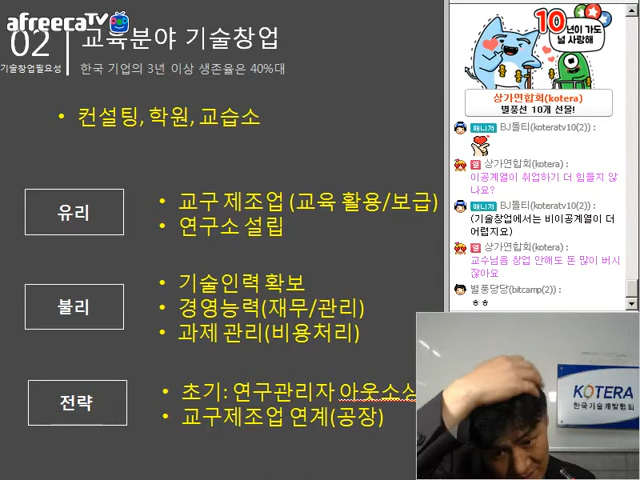 afreecaTV
02
교육분야 기술창업
기술창업필요성
한국 기업의 3년 이상 생존율은 40%대
• 컨설팅, 학원, 교습소
유리
• 교구 제조업 (교육 활용/보급)
• 연구소 설립
불리
• 기술인력 확보
• 경영능력(재무/관리)
• 과제 관리(비용처리)
전략
• 초기: 연구관리자 아웃소싱
• 교구제조업 연계(공장)
10년이 가도
널 사랑해
상가연합회(kotera)
별풍선 10개 선물!
매니저 BJ돌티(koteratv10(2)) :
열 상가연합회(kotera) :
이공계열이 취업하기 더 힘들지 않
나요?
매니저 BJ돌티(koteratv10(2)) :
(기술창업에서는 비이공계열이 더
어렵지요)
열 상가연합회(kotera) :
교수님음 창업 안해도 돈 많이 버시
잖아요
별풍당당(bitcamp(2)) :
ㅎㅎ
KOTERA
한국기술개발협회